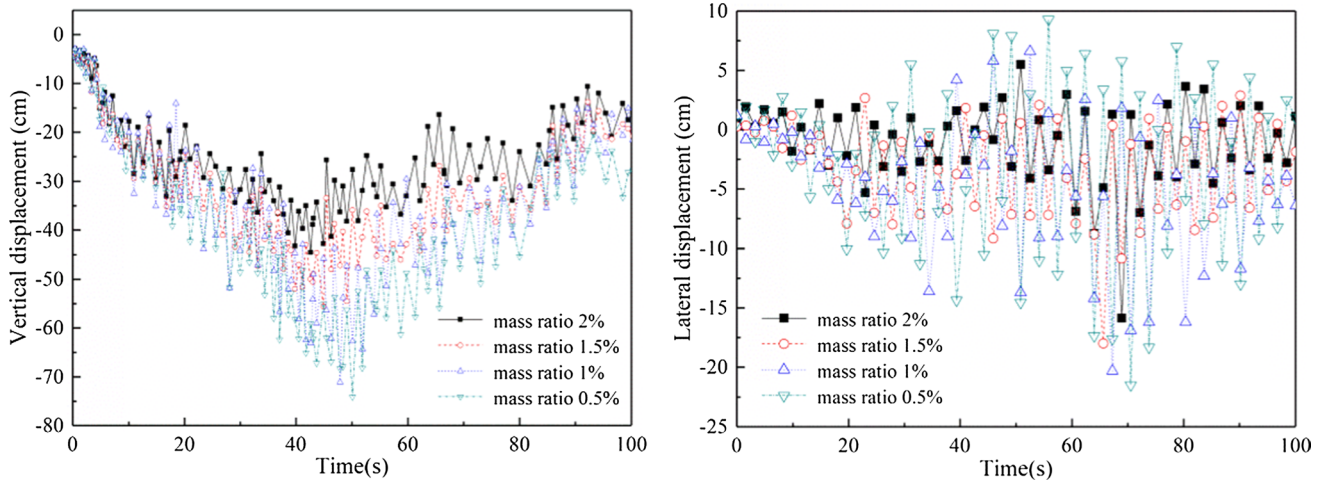 Vertical displacement (cm)
0
-10
-20
-30
-40
-50
-60
-70
-80
0 20 40 60 80 100
Time(s)
mass ratio 2%
mass ratio 1.5%
mass ratio 1%
mass ratio 0.5%
Lateral displacement (cm)
10
5
0
-5
-10
-15
-20
-25
0 20 40 60 80 100
Time(s)
mass ratio 2%
mass ratio 1.5%
mass ratio 1%
mass ratio 0.5%